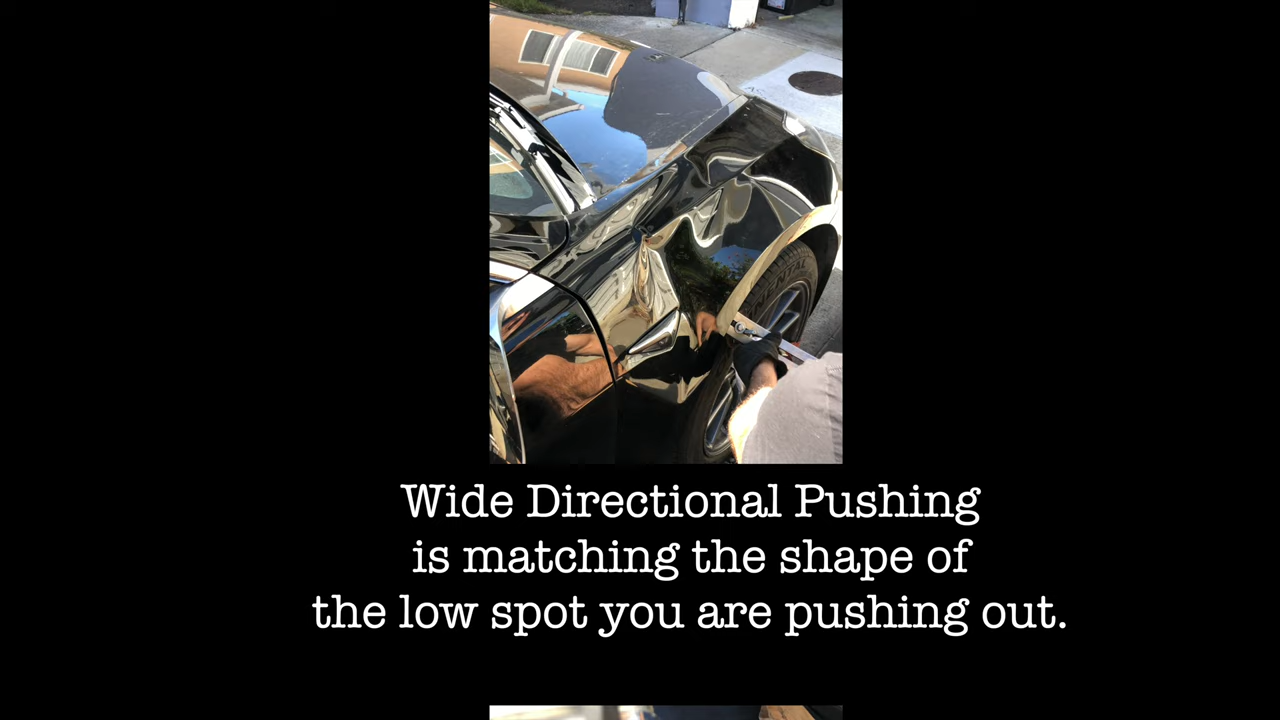 Wide Directional Pushing
is matching the shape of
the low spot you are pushing out.